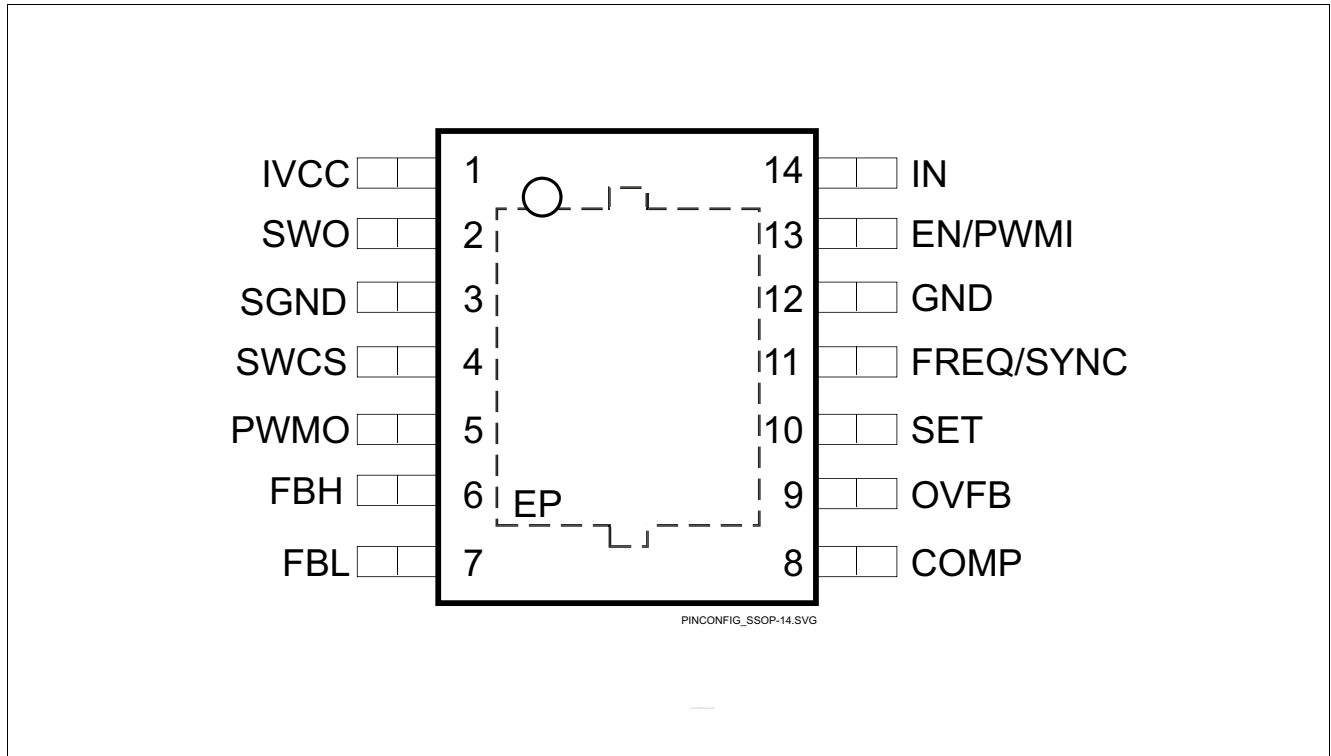 IVCC 1 14 IN
SWO 2 13 EN/PWMI
SGND 3 12 GND
SWCS 4 11 FREQ/SYNC
PWMO 5 10 SET
FBH 6 9 OVFB
EP
FBL 7 8 COMP
PINCONFIG_SSOP-14.SVG